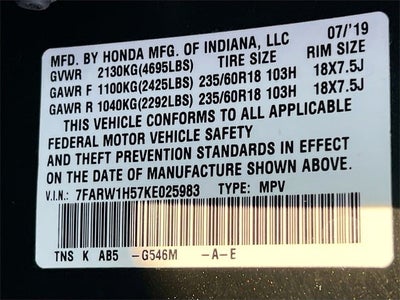 MFD. BY HONDA MFG. OF INDIANA, LLC 07/'19
GVWR 2130KG(4695LBS) TIRE SIZE RIM SIZE
GAWR F 1100KG(2425LBS) 235/60R18 103H 18X7.5J
GAWR R 1040KG(2292LBS) 235/60R18 103H 18X7.5J
THIS VEHICLE CONFORMS TO ALL APPLICABLE
FEDERAL MOTOR VEHICLE SAFETY
AND THEFT PREVENTION STANDARDS IN EFFECT
ON THE DATE OF MANUFACTURE SHOWN ABOVE.
V.I.N.: 7FARW1H57KE025983 TYPE: MPV
TNS K AB5 -G546M -A-E